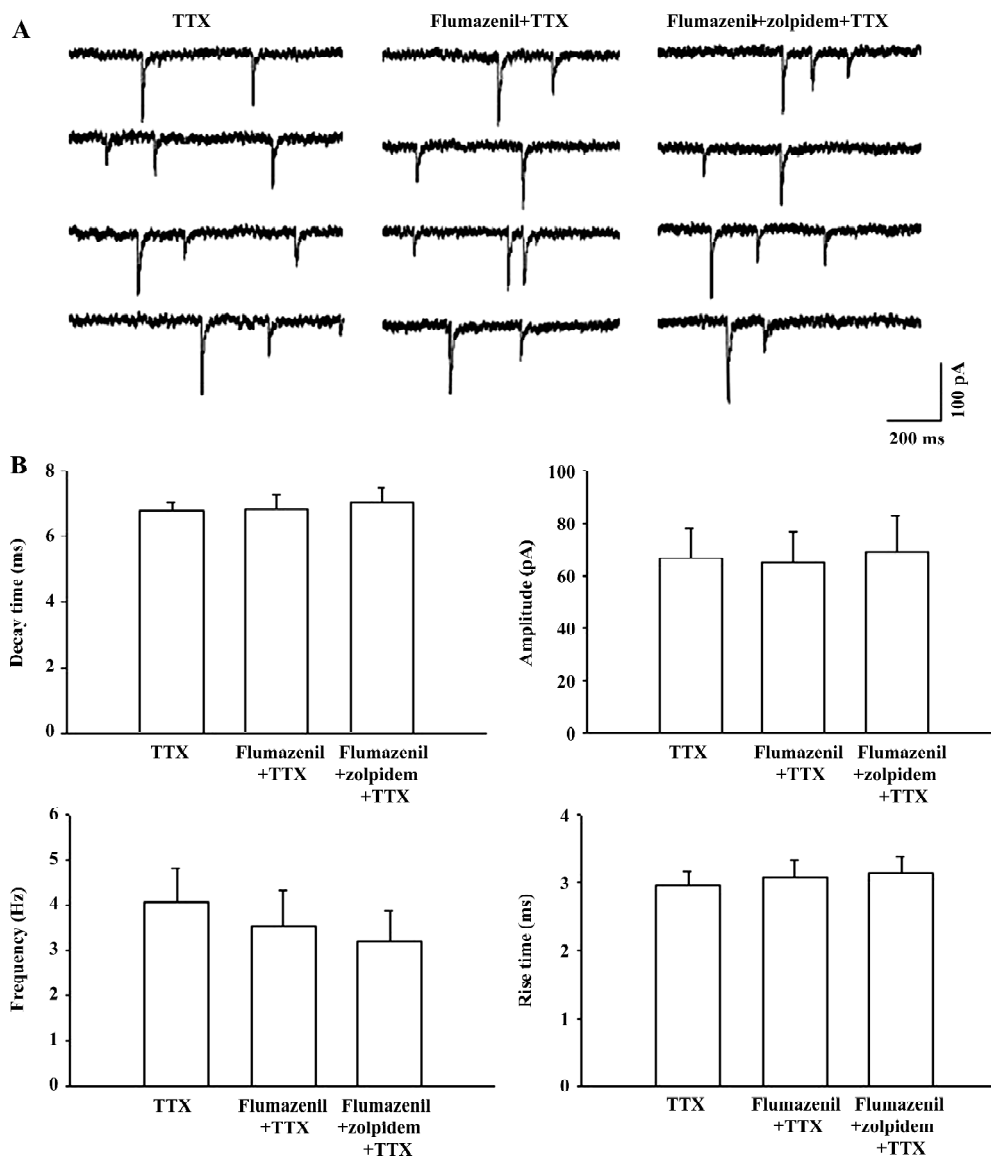 A
TTX
Flumazenil+TTX
Flumazenil+zolpidem+TTX
100 pA
200 ms
B
Decay time (ms)
8
6
4
2
0
TTX
Flumazenil
+TTX
Flumazenil
+zolpidem
+TTX
Amplitude (pA)
100
80
60
40
20
0
TTX
Flumazenil
+TTX
Flumazenil
+zolpidem
+TTX
Frequency (Hz)
6
5
4
3
2
1
0
TTX
Flumazenil
+TTX
Flumazenil
+zolpidem
+TTX
Rise time (ms)
4
3
2
1
0
TTX
Flumazenil
+TTX
Flumazenil
+zolpidem
+TTX